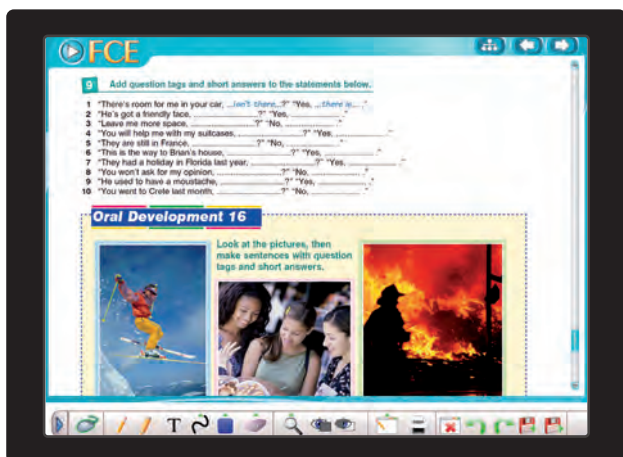 FCE
9 Add question tags and short answers to the statements below.
1 "There's room for me in your car, ...isn't there...?" "Yes, ...there is... ."
2 "He's got a friendly face, ......................?" "Yes, ...................... ."
3 "Leave me more space, ......................?" "No, ...................... ."
4 "You will help me with my suitcases, ......................?" "Yes, ...................... ."
5 "They are still in France, ......................?" "No, ...................... ."
6 "This is the way to Brian's house, ......................?" "Yes, ...................... ."
7 "They had a holiday in Florida last year, ......................?" "Yes, ...................... ."
8 "You won't ask for my opinion, ......................?" "No, ...................... ."
9 "He used to have a moustache, ......................?" "Yes, ...................... ."
10 "You went to Crete last month, ......................?" "No, ...................... ."
Oral Development 16
Look at the pictures, then
make sentences with question
tags and short answers.
T